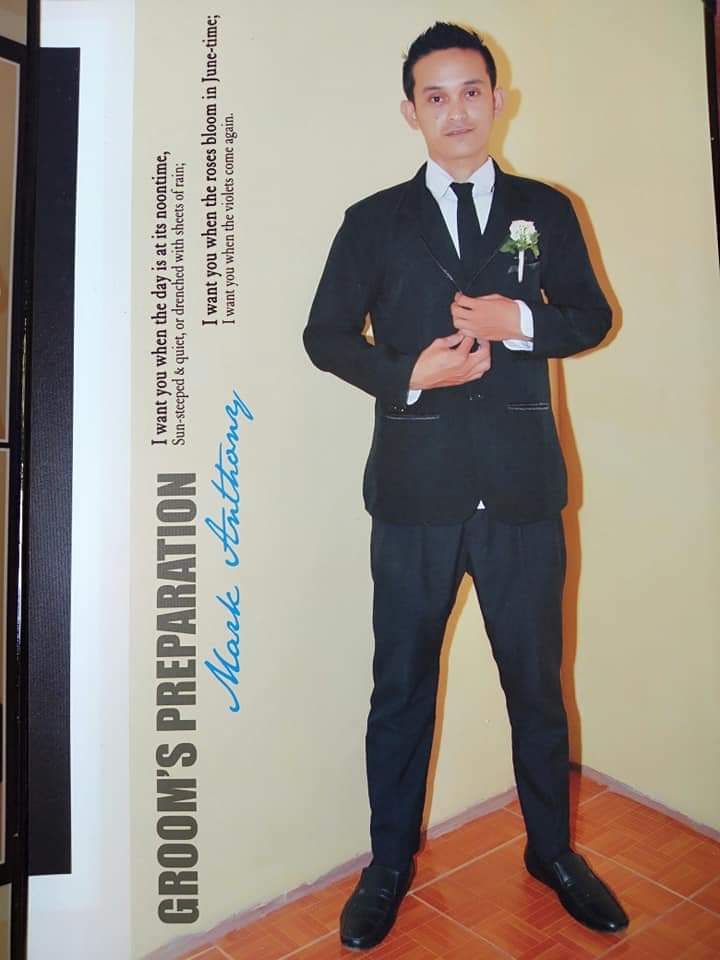 I want you when the day is at its noontime,
Sun-steeped & quiet, or drenched with sheets of rain;
I want you when the roses bloom in June-time;
I want you when the violets come again.
GROOM'S PREPARATION
Mark Anthony